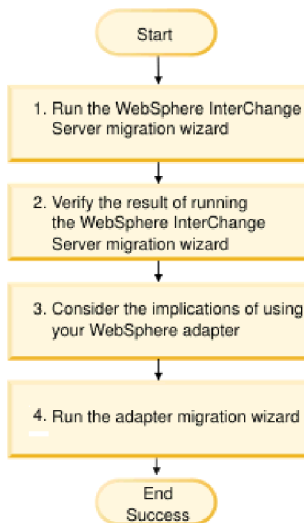 Start
1. Run the WebSphere InterChange
Server migration wizard
2. Verify the result of running
the WebSphere InterChange
Server migration wizard
3. Consider the implications of using
your WebSphere adapter
4. Run the adapter migration wizard
End
Success